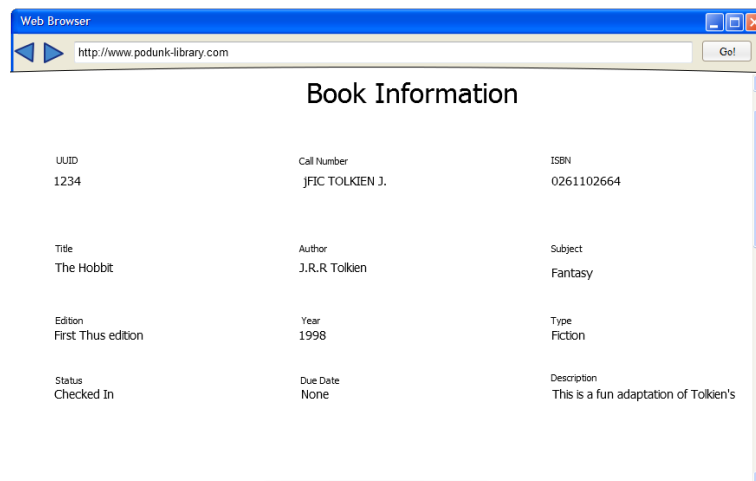 Web Browser
http://www.podunk-library.com
Go!
Book Information
UUID
Call Number
ISBN
1234
jFIC TOLKIEN J.
0261102664
Title
Author
Subject
The Hobbit
J.R.R Tolkien
Fantasy
Edition
Year
Type
First Thus edition
1998
Fiction
Status
Due Date
Description
Checked In
None
This is a fun adaptation of Tolkien's